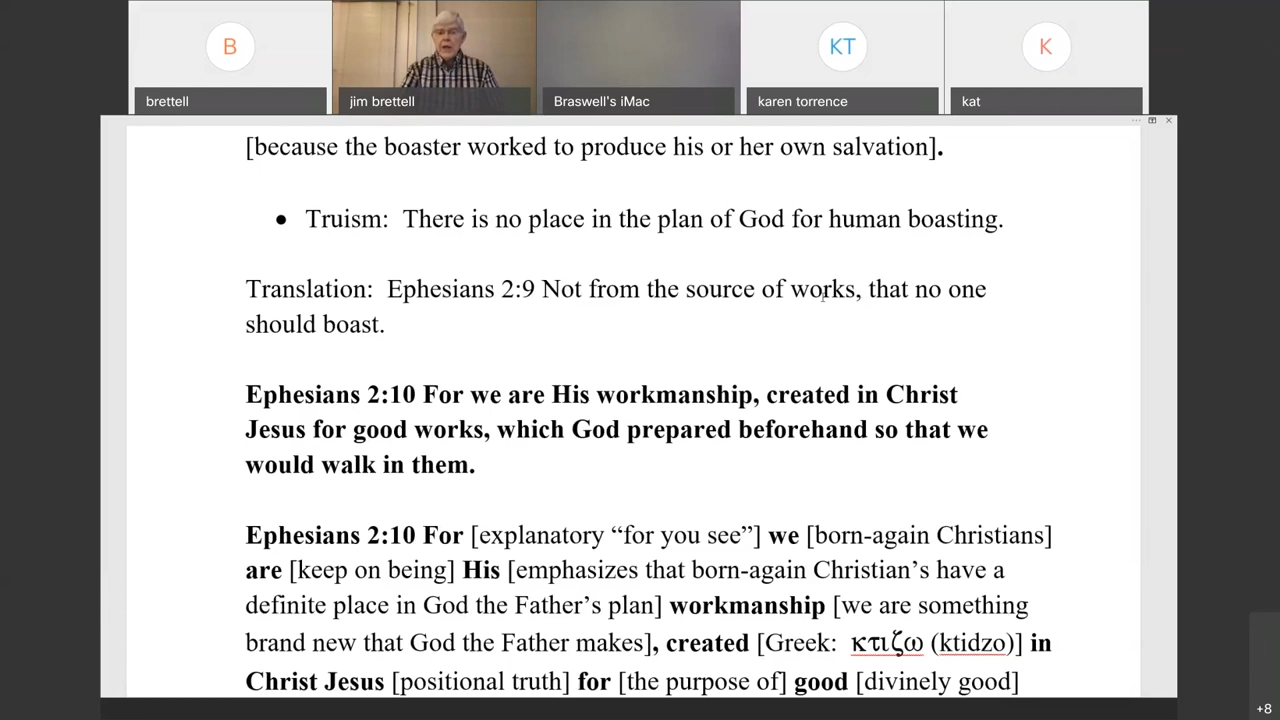 B
KT
K
brettell
jim brettell
Braswell's iMac
karen torrence
kat
[because the boaster worked to produce his or her own salvation].
• Truism:  There is no place in the plan of God for human boasting.
Translation:  Ephesians 2:9 Not from the source of works, that no one
should boast.
Ephesians 2:10 For we are His workmanship, created in Christ
Jesus for good works, which God prepared beforehand so that we
would walk in them.
Ephesians 2:10 For [explanatory “for you see”] we [born-again Christians]
are [keep on being] His [emphasizes that born-again Christian’s have a
definite place in God the Father’s plan] workmanship [we are something
brand new that God the Father makes], created [Greek:  κτιζω (ktidzo)] in
Christ Jesus [positional truth] for [the purpose of] good [divinely good]
+8